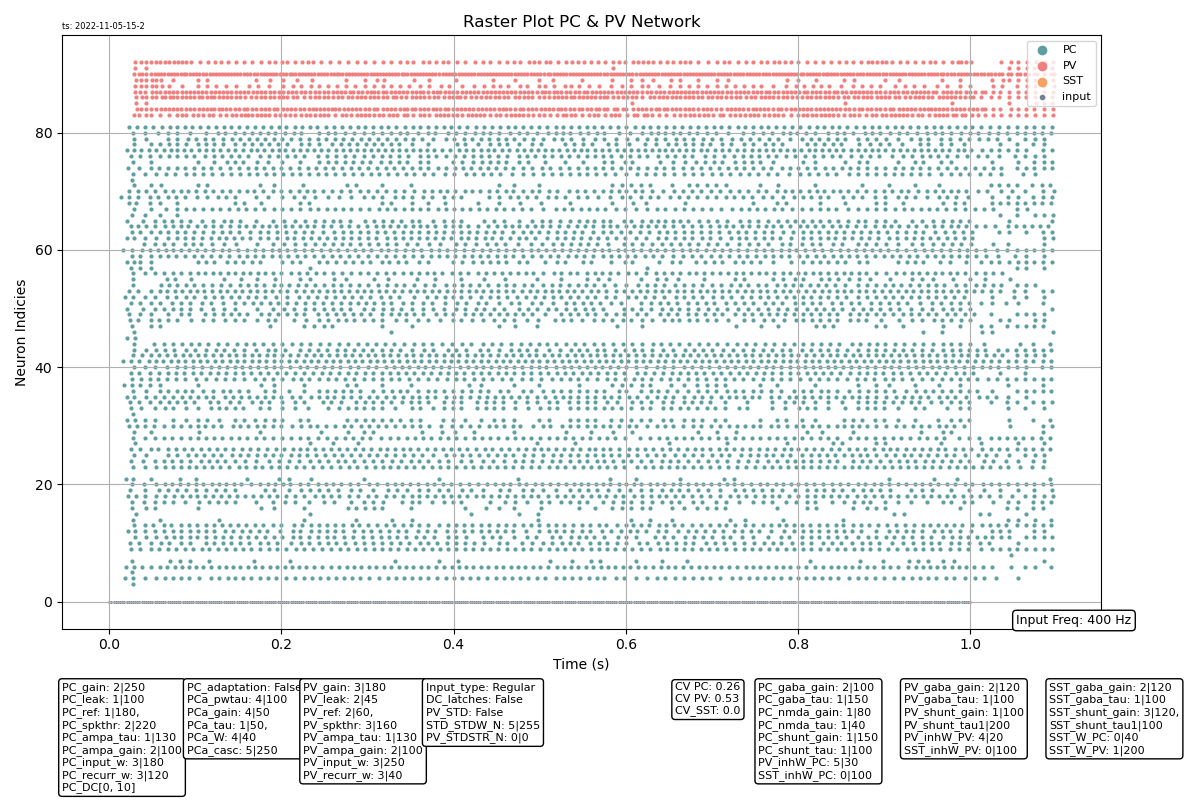 ts: 2022-11-05-15-2
Raster Plot PC & PV Network
PC
PV
SST
input
Neuron Indicies
80
60
40
20
0
0.0 0.2 0.4 0.6 0.8 1.0
Time (s)
Input Freq: 400 Hz
PC_gain: 2|250
PC_leak: 1|100
PC_ref: 1|180,
PC_spkthr: 2|220
PC_ampa_tau: 1|130
PC_ampa_gain: 2|100
PC_input_w: 3|180
PC_recurr_w: 3|120
PC_DC[0, 10]
PC_adaptation: False
PCa_pwtau: 4|100
PCa_gain: 4|50
PCa_tau: 1|50,
PCa_W: 4|40
PCa_casc: 5|250
PV_gain: 3|180
PV_leak: 2|45
PV_ref: 2|60,
PV_spkthr: 3|160
PV_ampa_tau: 1|130
PV_ampa_gain: 2|100
PV_input_w: 3|250
PV_recurr_w: 3|40
Input_type: Regular
DC_latches: False
PV_STD: False
STD_STDW_N: 5|255
PV_STDSTR_N: 0|0
CV PC: 0.26
CV PV: 0.53
CV_SST: 0.0
PC_gaba_gain: 2|100
PC_gaba_tau: 1|150
PC_nmda_gain: 1|80
PC_nmda_tau: 1|40
PC_shunt_gain: 1|150
PC_shunt_tau: 1|100
PV_inhW_PC: 5|30
SST_inhW_PC: 0|100
PV_gaba_gain: 2|120
PV_gaba_tau: 1|100
PV_shunt_gain: 1|100
PV_shunt_tau1|200
PV_inhW_PV: 4|20
SST_inhW_PV: 0|100
SST_gaba_gain: 2|120
SST_gaba_tau: 1|100
SST_shunt_gain: 3|120,
SST_shunt_tau1|100
SST_W_PC: 0|40
SST_W_PV: 1|200